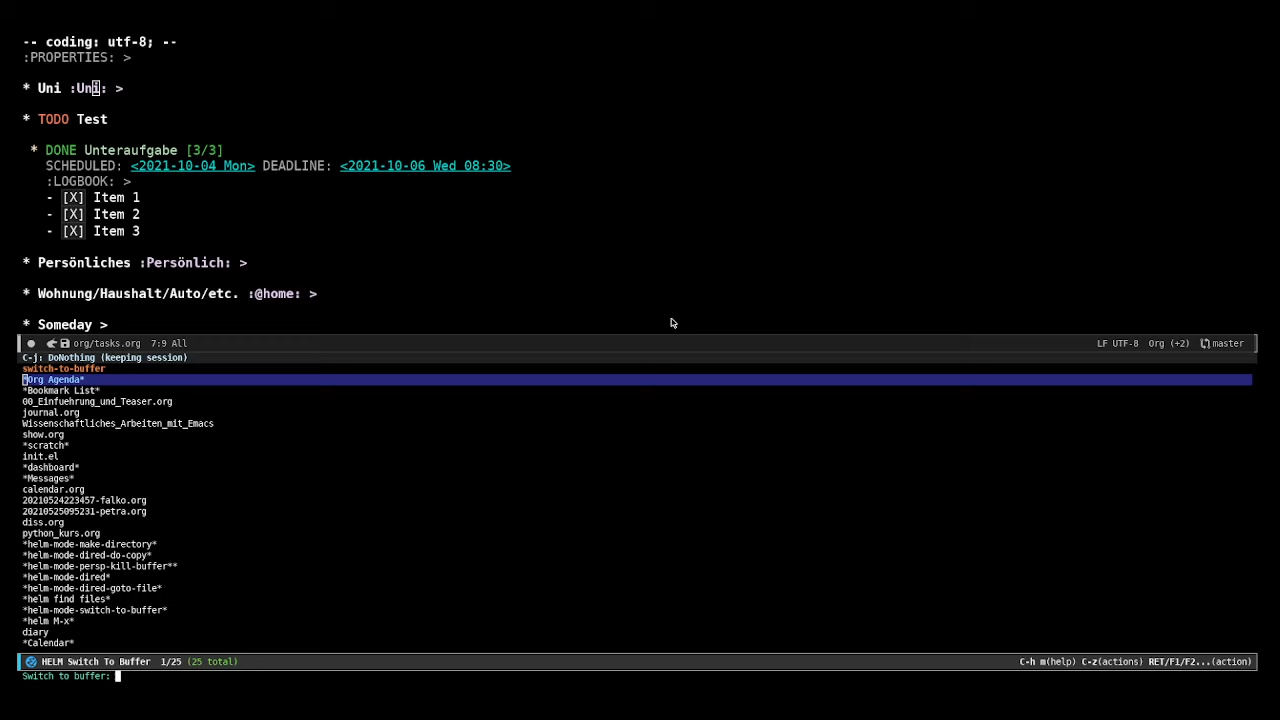 -- coding: utf-8; --
:PROPERTIES: >
* Uni :Uni: >
* TODO Test
* DONE Unteraufgabe [3/3]
SCHEDULED: <2021-10-04 Mon> DEADLINE: <2021-10-06 Wed 08:30>
:LOGBOOK: >
- [X] Item 1
- [X] Item 2
- [X] Item 3
* Persönliches :Persönlich: >
* Wohnung/Haushalt/Auto/etc. :@home: >
* Someday >
org/tasks.org 7:9 All LF UTF-8 Org (+2) master
C-j: DoNothing (keeping session)
switch-to-buffer
*Org Agenda*
*Bookmark List*
00_Einfuehrung_und_Teaser.org
journal.org
Wissenschaftliches_Arbeiten_mit_Emacs
show.org
*scratch*
init.el
*dashboard*
*Messages*
calendar.org
20210524223457-falko.org
20210525095231-petra.org
diss.org
python_kurs.org
*helm-mode-make-directory*
*helm-mode-dired-do-copy*
*helm-mode-persp-kill-buffer**
*helm-mode-dired*
*helm-mode-dired-goto-file*
*helm find files*
*helm-mode-switch-to-buffer*
*helm M-x*
diary
*Calendar*
HELM Switch To Buffer 1/25 (25 total) C-h m(help) C-z(actions) RET/F1/F2...(action)
Switch to buffer: